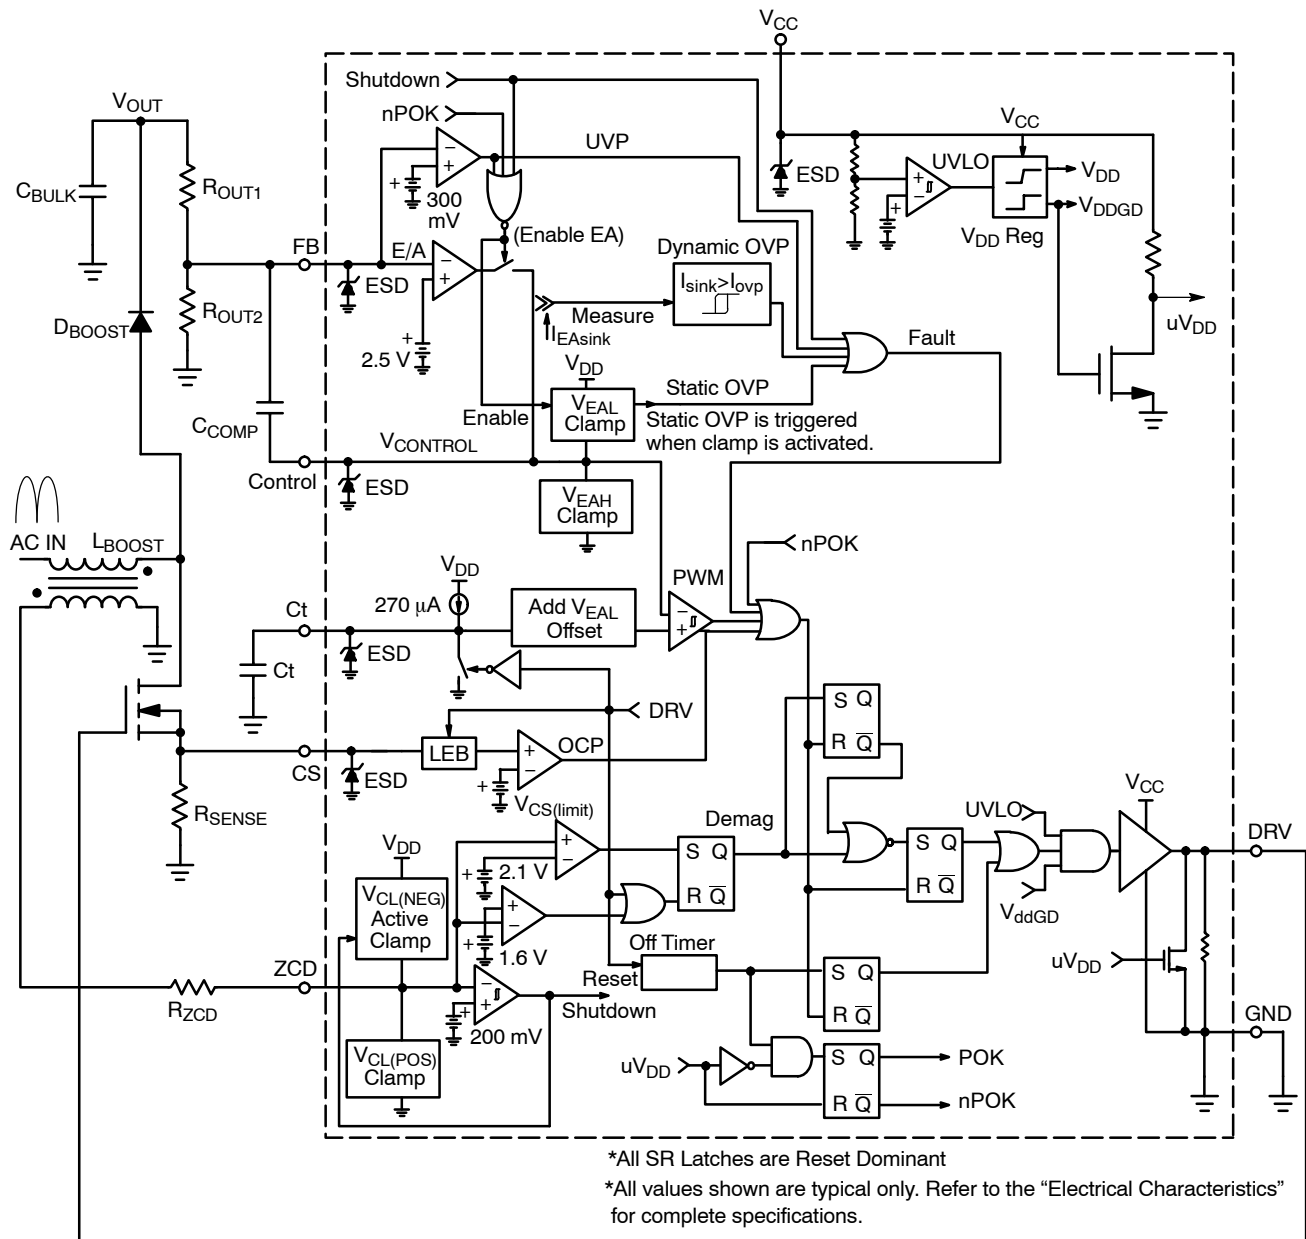 VCC
Shutdown
nPOK
VOUT
VCC
UVP
UVLO
ESD
VDD
VDDGD
VDD Reg
CBULK
ROUT1
300
mV
(Enable EA)
FB
E/A
Dynamic OVP
ESD
Isink>Iovp
Measure
IEAsink
DBOOST
ROUT2
2.5 V
Fault
uVDD
VDD
Static OVP
Enable
VEAL
Clamp
Static OVP is triggered
when clamp is activated.
CCOMP
VCONTROL
Control
ESD
VEAH
Clamp
AC IN
LBOOST
nPOK
VDD
PWM
270 μA
Ct
Add VEAL
Offset
ESD
Ct
DRV
LEB
OCP
CS
ESD
VCS(limit)
RSENSE
S Q
R Q
Demag
UVLO
VCC
DRV
VDD
2.1 V
S Q
R Q
S Q
R Q
VCL(NEG)
Active
Clamp
1.6 V
VddGD
Off Timer
ZCD
Reset
Shutdown
RZCD
200 mV
S Q
R Q
uVDD
GND
VCL(POS)
Clamp
uVDD
S Q
R Q
POK
nPOK
*All SR Latches are Reset Dominant
*All values shown are typical only. Refer to the “Electrical Characteristics”
for complete specifications.